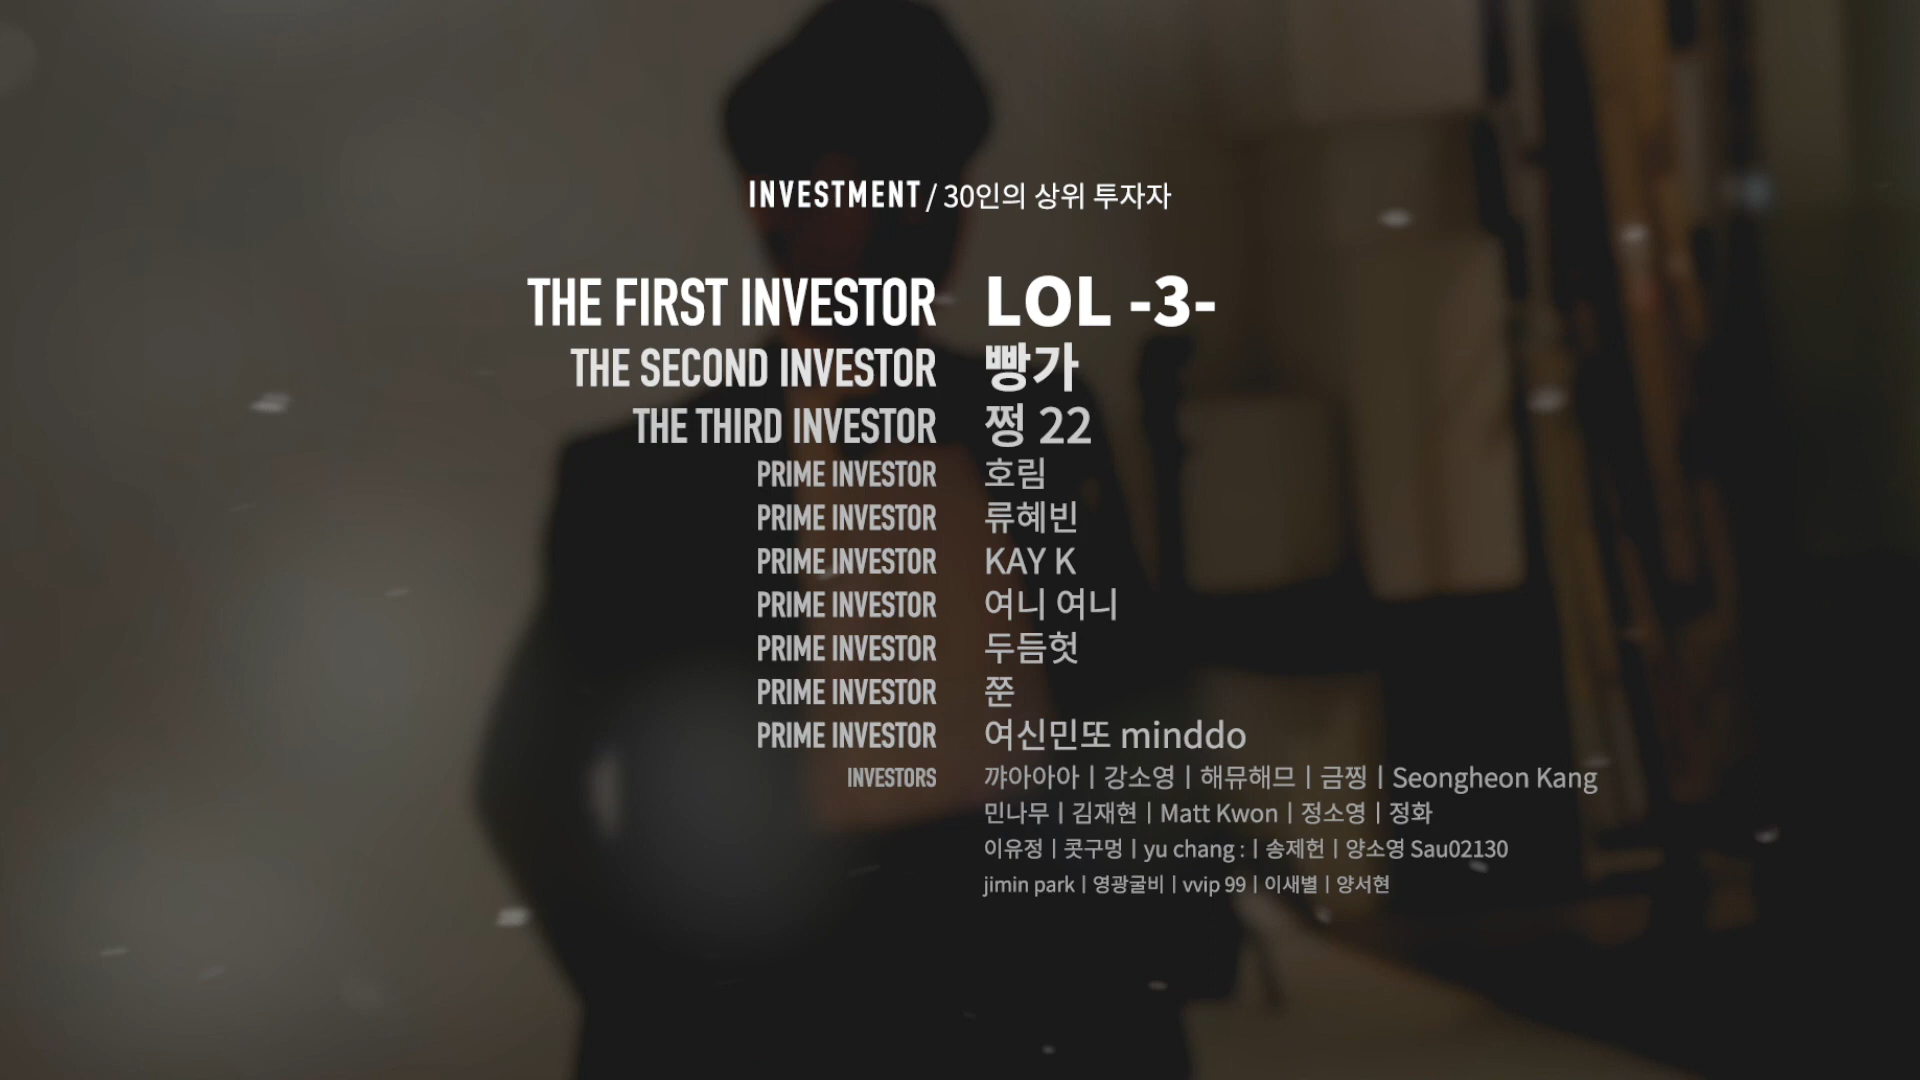 INVESTMENT / 30인의 상위 투자자
THE FIRST INVESTOR LOL -3-
THE SECOND INVESTOR 빵가
THE THIRD INVESTOR 쩡 22
PRIME INVESTOR 호림
PRIME INVESTOR 류혜빈
PRIME INVESTOR KAY K
PRIME INVESTOR 여니 여니
PRIME INVESTOR 두듬헛
PRIME INVESTOR 쭌
PRIME INVESTOR 여신민또 minddo
INVESTORS 꺄아아아 | 강소영 | 해뮤해므 | 금찡 | Seongheon Kang
민나무 | 김재현 | Matt Kwon | 정소영 | 정화
이유정 | 콧구멍 | yu chang : | 송제헌 | 양소영 Sau02130
jimin park | 영광굴비 | vvip 99 | 이새별 | 양서현